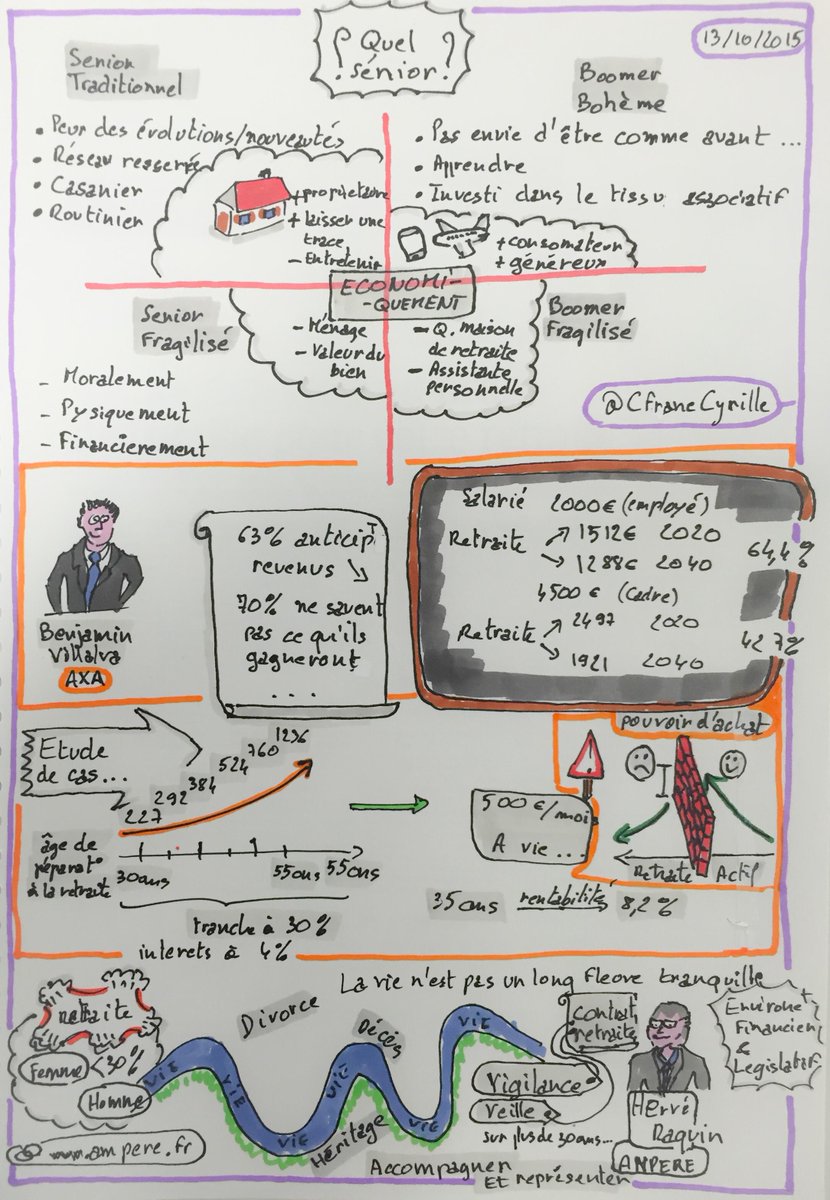 ? Quel
sénior ?
13/10/2015
Senior
Traditionnel
• Peur des évolutions/nouveautés
• Réseau resserré
• Casanier
• Routinier
+ propriétaire
+ laisser une
trace
- Entretenir
Boomer
Bohème
• Pas envie d'être comme avant ...
• Apprendre
• Investi dans le tissu associatif
+ consomateur
+ généreux
ECONOMI-
-QUEMENT
Senior
Fragilisé
- Moralement
- Pysiquement
- Financièrement
- Ménage
- Valeur du
bien
Boomer
Fragilisé
- Q. maison
de retraite
- Assistante
personnelle
@CfrancCyrille
Benjamin
Villalva
AXA
63% anticipT
revenus ↘
70% ne savent
pas ce qu'ils
gagneront
...
Salarié 2000€ (employé)
Retraite ↗ 1512€ 2020
↘ 1288€ 2040
64,4%
4500€ (cadre)
Retraite ↗ 2497 2020
↘ 1921 2040
42 7%
Etude
de cas...
227 292 384 524 760 1236
âge de
préparat°
à la retraite
30ans 55ans 55ans
tranche à 30%
interets à 4%
500€/mois
A vie...
pouvoir d'achat
Retraite Actif
35ans rentabilité 8,2%
La vie n'est pas un long fleuve tranquille
Retraite
Femme < 30%
Homme
www.ampere.fr
Divorce
Décès
Héritage
VIE
VIE
VIE
VIE
VIE
VIE
contrat
retraite
vigilance
veille
sur plus de 30ans...
Accompagner
Et représenter
Hervé
Raquin
AMPERE
Environet
Financier
&
Legislatif